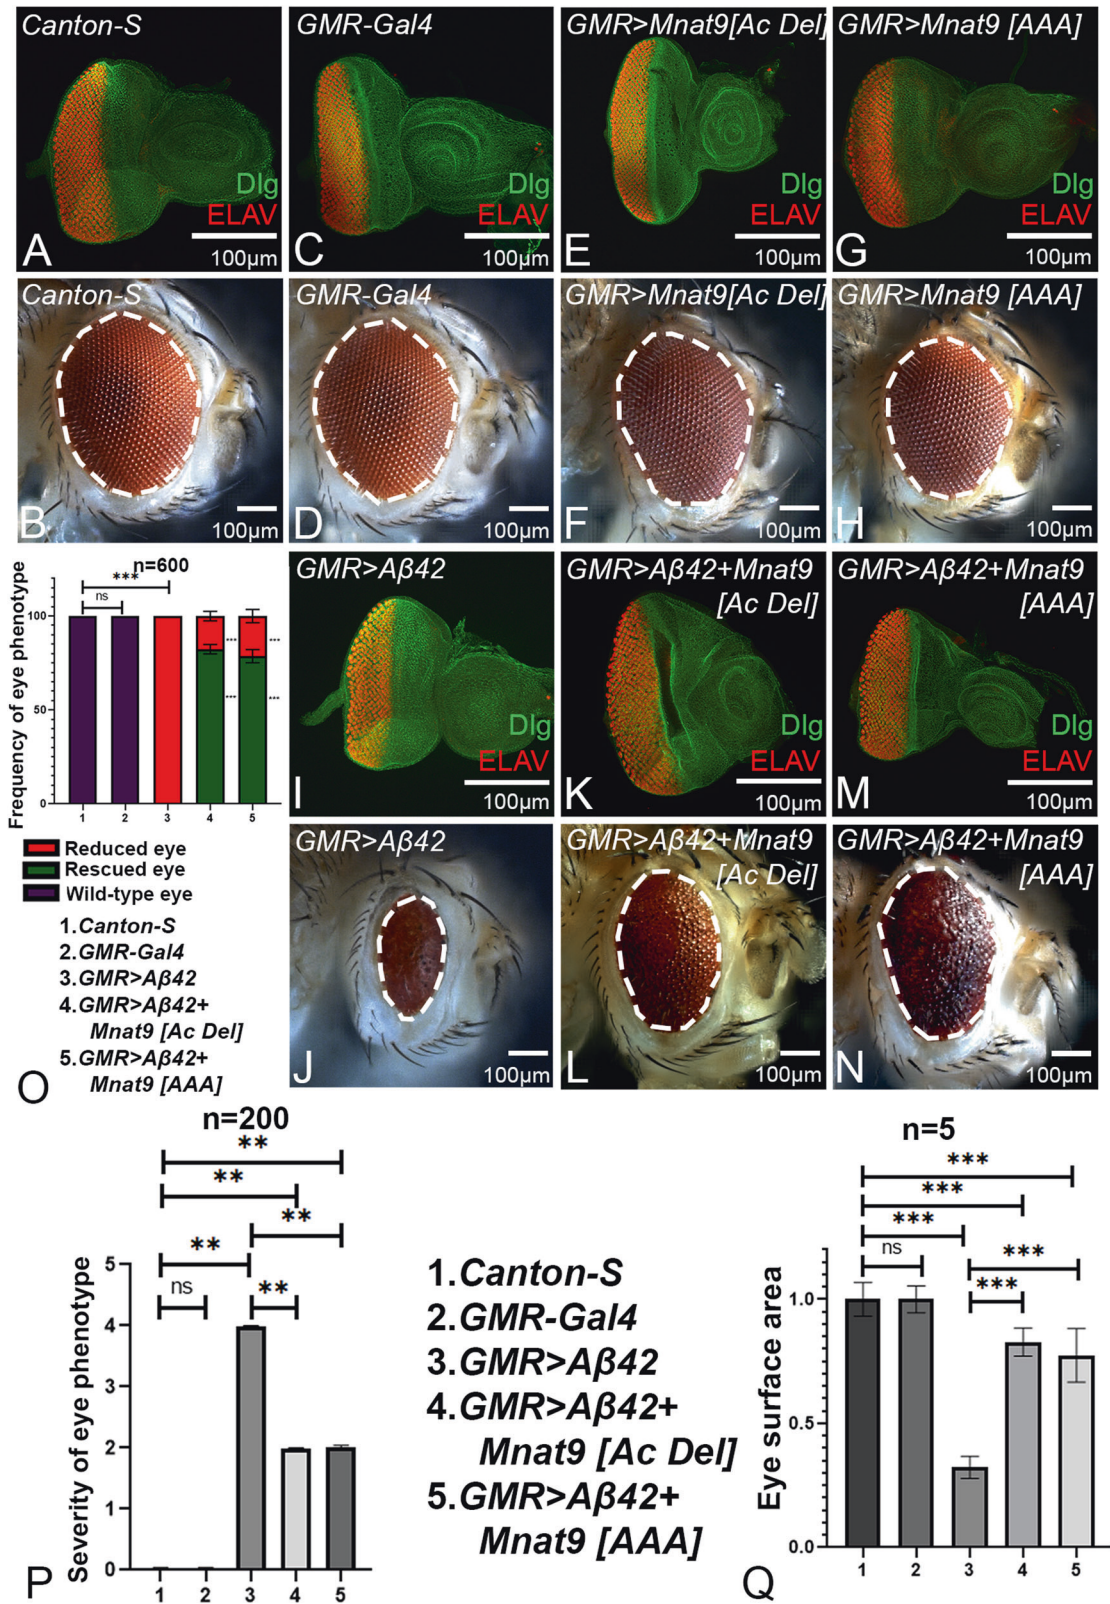 Canton-S
GMR-Gal4
GMR>Mnat9[Ac Del]
GMR>Mnat9 [AAA]
Dlg
ELAV
A
100µm
Dlg
ELAV
C
100µm
Dlg
ELAV
E
100µm
Dlg
ELAV
G
100µm
Canton-S
GMR-Gal4
GMR>Mnat9[Ac Del]
GMR>Mnat9 [AAA]
B
100µm
D
100µm
F
100µm
H
100µm
n=600
***
ns
Frequency of eye phenotype
100
50
0
***
***
***
***
1 2 3 4 5
Reduced eye
Rescued eye
Wild-type eye
1.Canton-S
2.GMR-Gal4
3.GMR>Aβ42
4.GMR>Aβ42+
Mnat9 [Ac Del]
5.GMR>Aβ42+
Mnat9 [AAA]
O
GMR>Aβ42
Dlg
ELAV
I
100µm
GMR>Aβ42+Mnat9
[Ac Del]
Dlg
ELAV
K
100µm
GMR>Aβ42+Mnat9
[AAA]
Dlg
ELAV
M
100µm
GMR>Aβ42
J
100µm
GMR>Aβ42+Mnat9
[Ac Del]
L
100µm
GMR>Aβ42+Mnat9
[AAA]
N
100µm
n=200
**
**
**
**
ns
**
Severity of eye phenotype
5
4
3
2
1
0
1 2 3 4 5
P
1.Canton-S
2.GMR-Gal4
3.GMR>Aβ42
4.GMR>Aβ42+
Mnat9 [Ac Del]
5.GMR>Aβ42+
Mnat9 [AAA]
n=5
***
***
***
***
ns
***
Eye surface area
1.0
0.5
0.0
1 2 3 4 5
Q